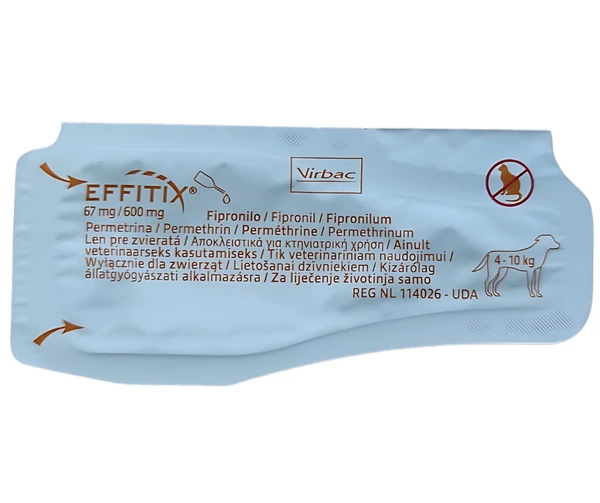 EFFITIX®
67 mg / 600 mg
Virbac
Fipronilo / Fipronil / Fipronilum
Permetrina / Permethrin / Perméthrine / Permethrinum
Len pre zvieratá / Αποκλειστικά για κτηνιατρική χρήση / Ainult
veterinaarseks kasutamiseks / Tik veterinariniam naudojimui /
Wyłącznie dla zwierząt / Lietošanai dzīvniekiem / Kizárólag
állatgyógyászati alkalmazásra / Za liječenje životinja samo
REG NL 114026 - UDA
4 - 10 kg